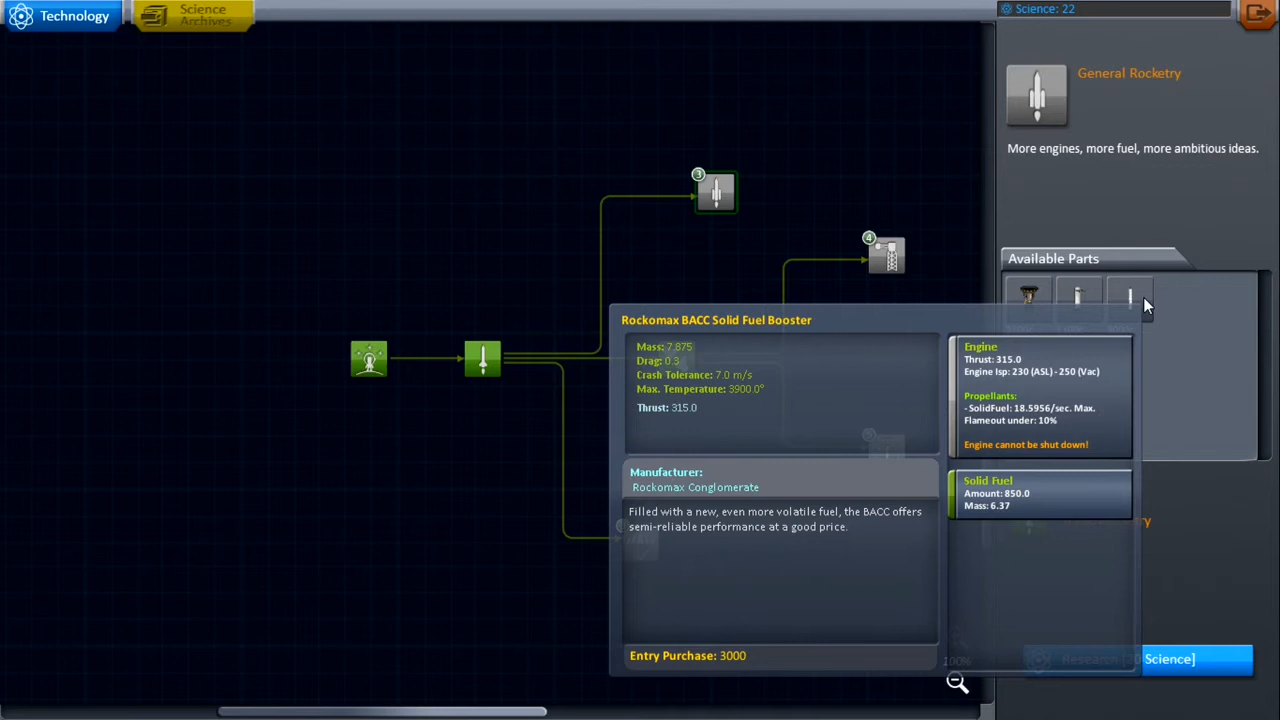 Technology
Science
Archives
Science: 22
General Rocketry
More engines, more fuel, more ambitious ideas.
3
4
Available Parts
Rockomax BACC Solid Fuel Booster
Mass: 7.875
Drag: 0.3
Crash Tolerance: 7.0 m/s
Max. Temperature: 3900.0°
Thrust: 315.0
Engine
Thrust: 315.0
Engine Isp: 230 (ASL) - 250 (Vac)
Propellants:
- SolidFuel: 18.5956/sec. Max.
Flameout under: 10%
Engine cannot be shut down!
Solid Fuel
Amount: 850.0
Mass: 6.37
Manufacturer:
Rockomax Conglomerate
Filled with a new, even more volatile fuel, the BACC offers
semi-reliable performance at a good price.
Entry Purchase: 3000
100%
Research [20 Science]